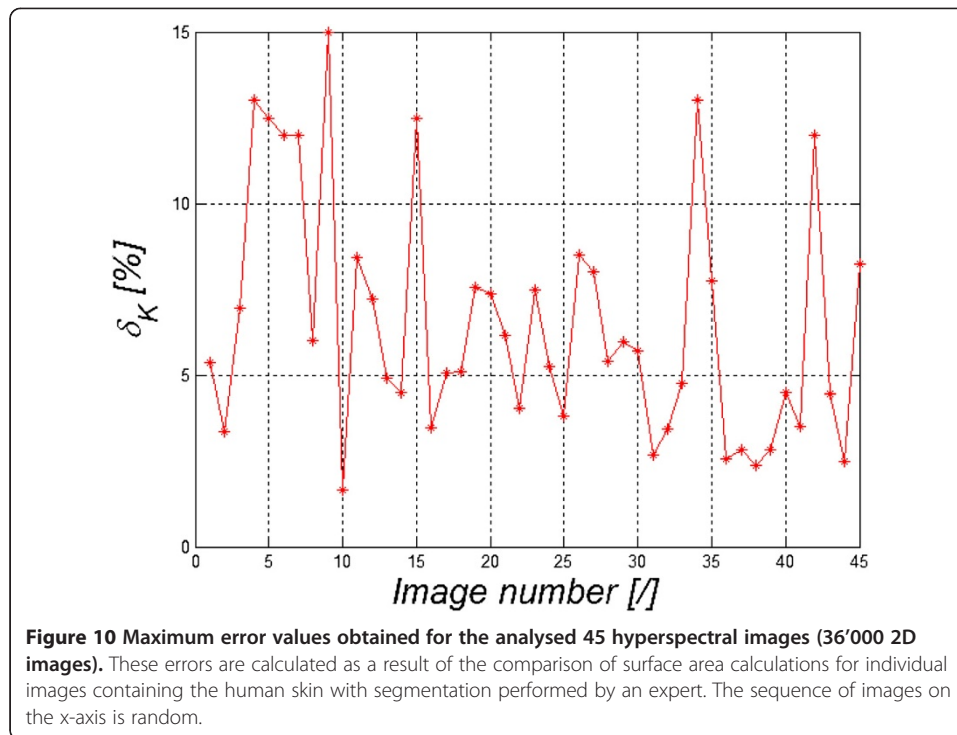 15
10
5
0
δ_K [%]
0 5 10 15 20 25 30 35 40 45
Image number [/]
Figure 10 Maximum error values obtained for the analysed 45 hyperspectral images (36'000 2D
images). These errors are calculated as a result of the comparison of surface area calculations for individual
images containing the human skin with segmentation performed by an expert. The sequence of images on
the x-axis is random.